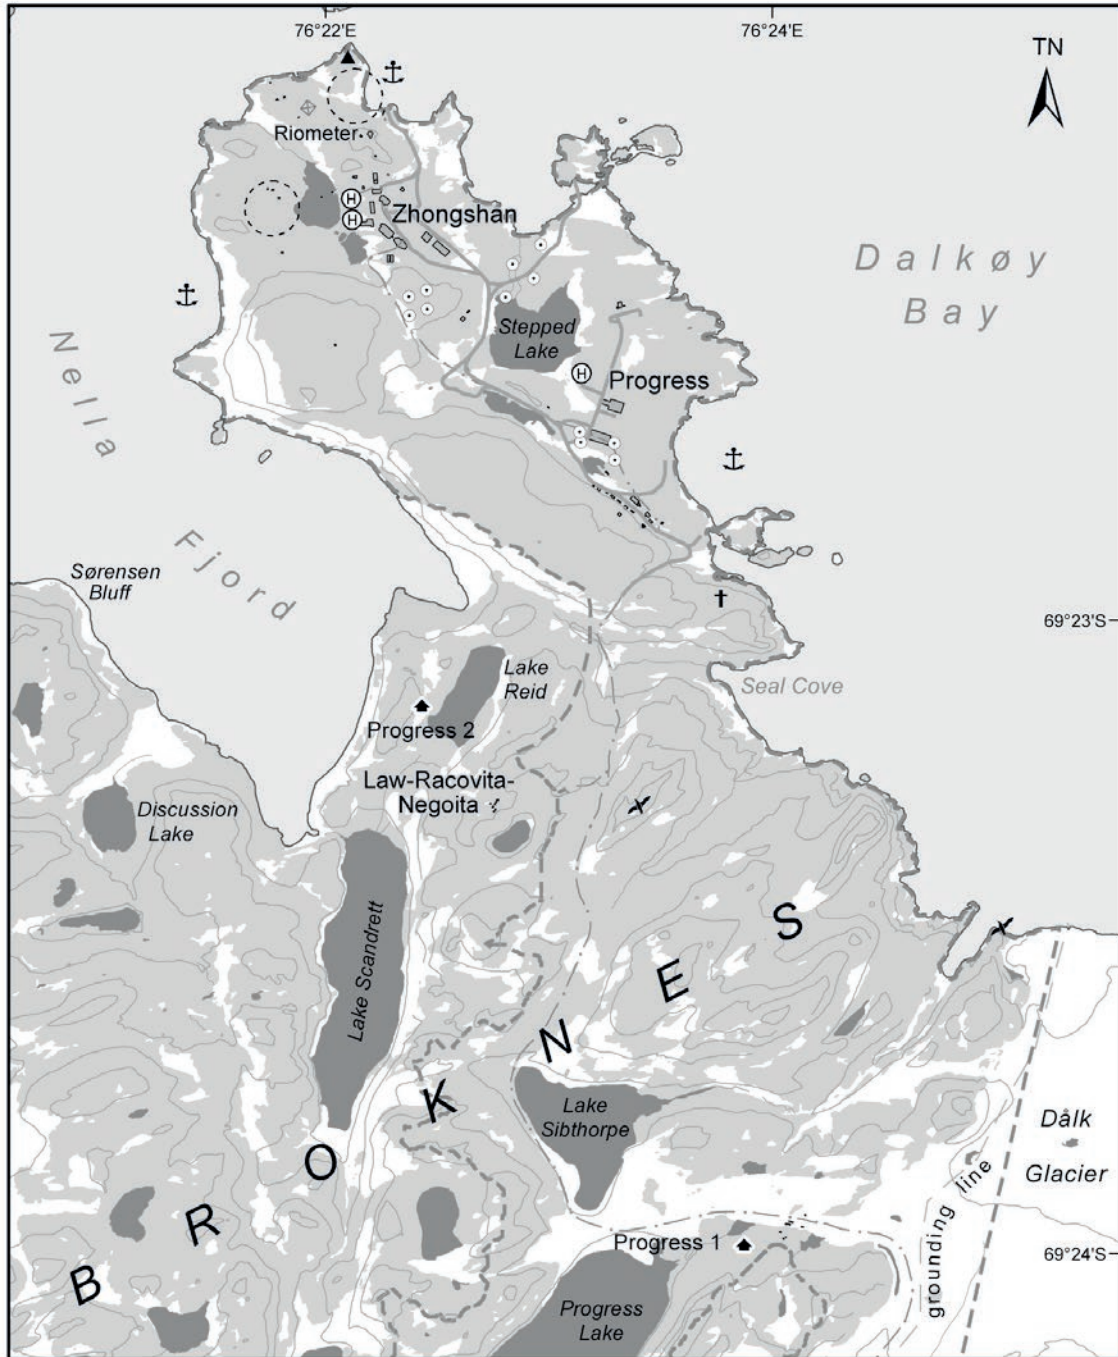 76°22'E
76°24'E
TN
Riometer
H
H
Zhongshan
Dalkøy
Bay
Stepped
Lake
Nella
Fjord
H
Progress
Sørensen
Bluff
69°23'S
Lake
Reid
Seal Cove
Progress 2
Law-Racovita-
Negoita
Discussion
Lake
Lake Scandrett
BROKNES
Lake
Sibthorpe
Dålk
Glacier
grounding line
Progress 1
69°24'S
Progress
Lake